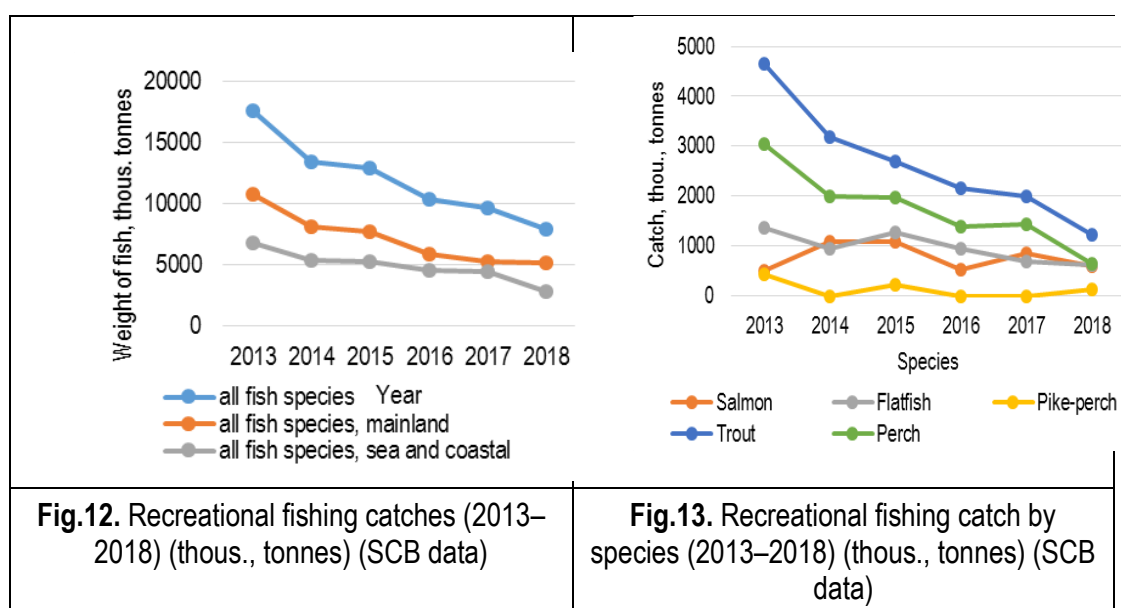 Weight of fish, thous. tonnes
20000
15000
10000
5000
0
2013 2014 2015 2016 2017 2018
all fish species Year
all fish species, mainland
all fish species, sea and coastal
Catch, thou., tonnes
5000
4000
3000
2000
1000
0
2013 2014 2015 2016 2017 2018
Species
Salmon Flatfish Pike-perch
Trout Perch
Fig.12. Recreational fishing catches (2013–
2018) (thous., tonnes) (SCB data)
Fig.13. Recreational fishing catch by
species (2013–2018) (thous., tonnes) (SCB
data)